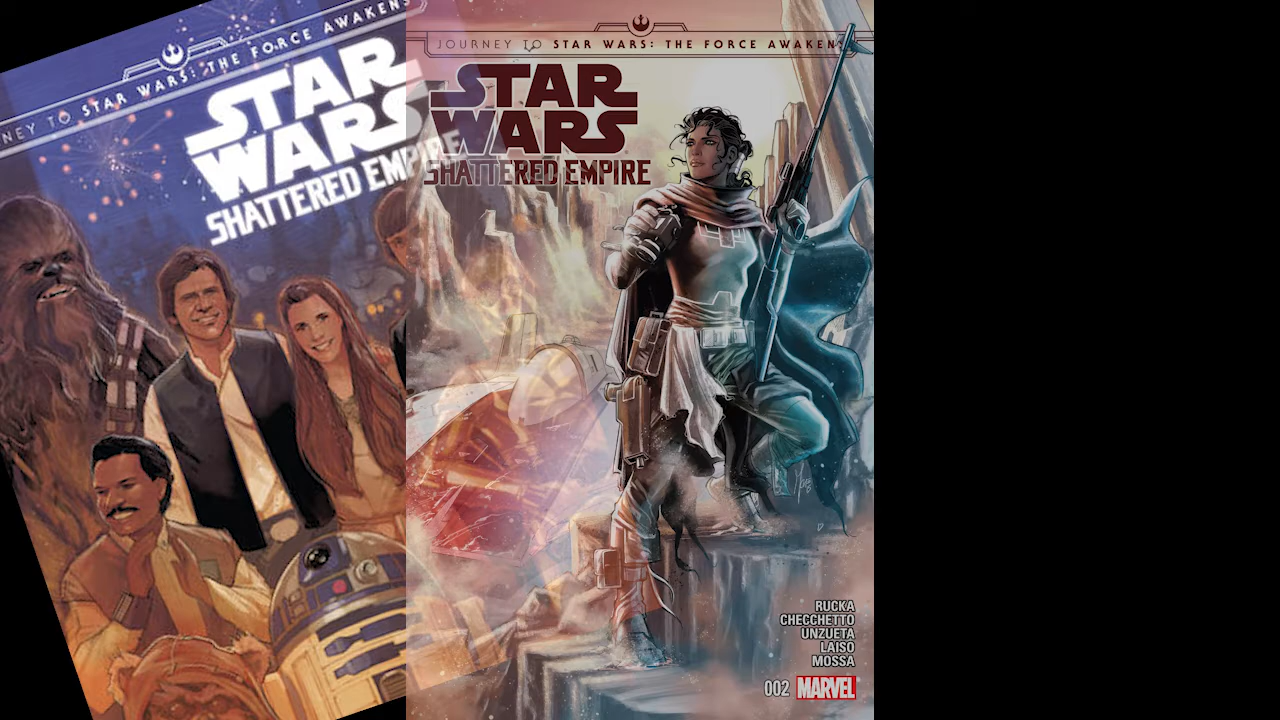 NEY TO STAR WARS: THE FORCE AWAKENS
STAR
WARS
SHATTERED EMPIRE
JOURNEY TO STAR WARS: THE FORCE AWAKENS
STAR
WARS
SHATTERED EMPIRE
RUCKA
CHECCHETTO
UNZUETA
LAISO
MOSSA
002 MARVEL